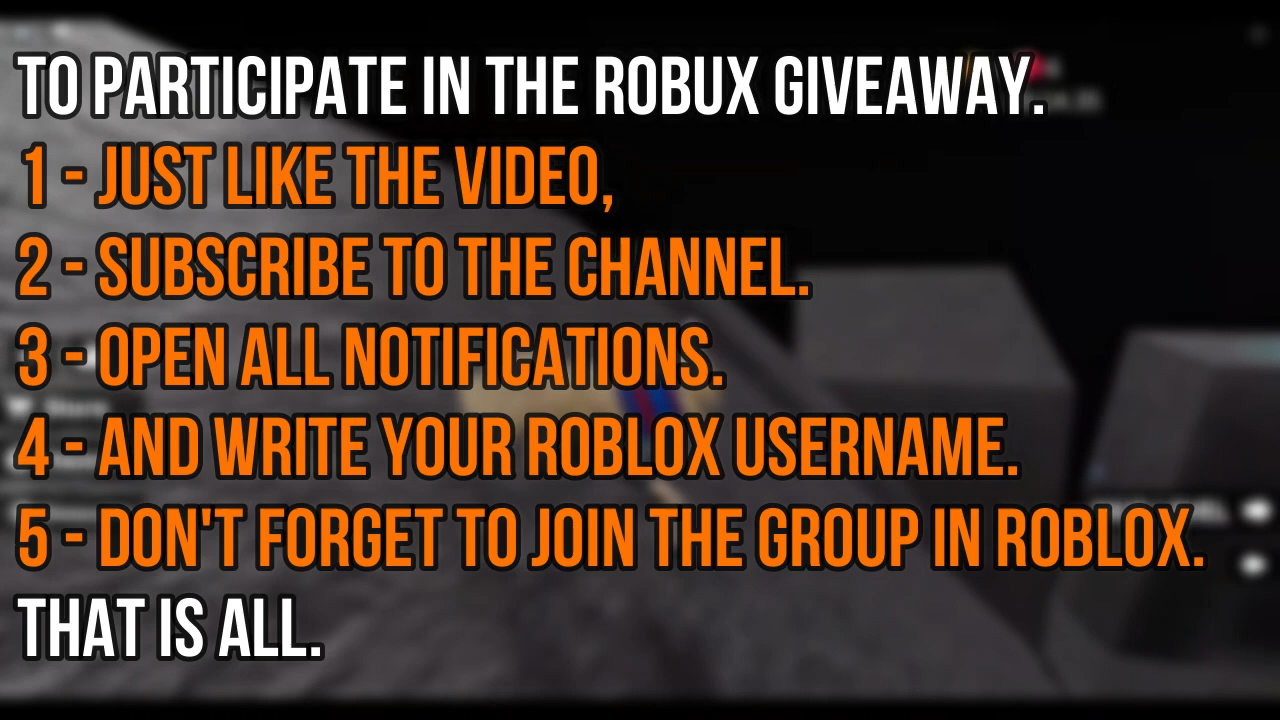 TO PARTICIPATE IN THE ROBUX GIVEAWAY.
1 - JUST LIKE THE VIDEO,
2 - SUBSCRIBE TO THE CHANNEL.
3 - OPEN ALL NOTIFICATIONS.
4 - AND WRITE YOUR ROBLOX USERNAME.
5 - DON'T FORGET TO JOIN THE GROUP IN ROBLOX.
THAT IS ALL.